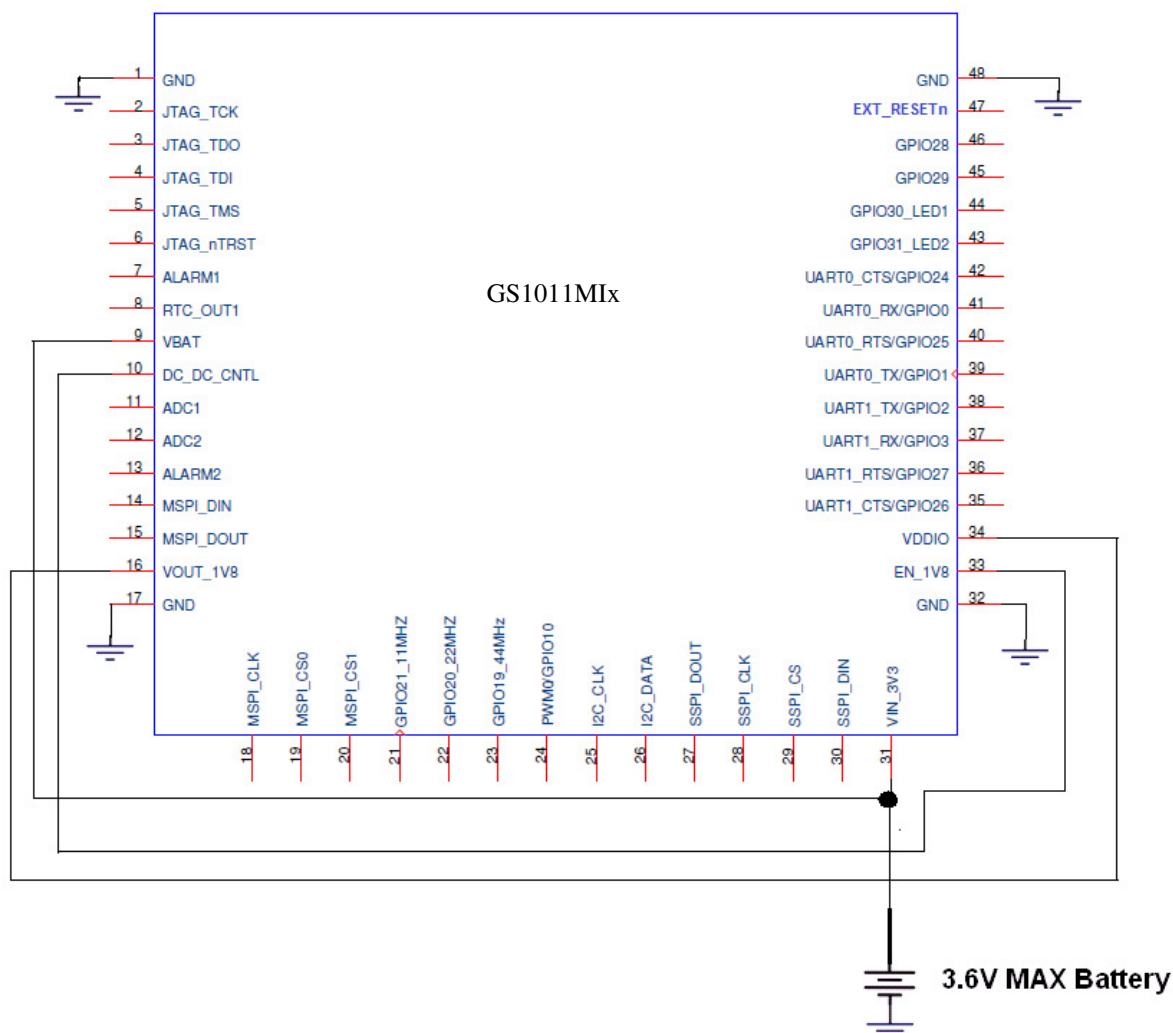 1 GND
2 JTAG_TCK
3 JTAG_TDO
4 JTAG_TDI
5 JTAG_TMS
6 JTAG_nTRST
7 ALARM1
8 RTC_OUT1
9 VBAT
10 DC_DC_CNTL
11 ADC1
12 ADC2
13 ALARM2
14 MSPI_DIN
15 MSPI_DOUT
16 VOUT_1V8
17 GND
GS1011MIx
GND 48
EXT_RESETn 47
GPIO28 46
GPIO29 45
GPIO30_LED1 44
GPIO31_LED2 43
UART0_CTS/GPIO24 42
UART0_RX/GPIO0 41
UART0_RTS/GPIO25 40
UART0_TX/GPIO1 39
UART1_TX/GPIO2 38
UART1_RX/GPIO3 37
UART1_RTS/GPIO27 36
UART1_CTS/GPIO26 35
VDDIO 34
EN_1V8 33
GND 32
MSPI_CLK 18
MSPI_CS0 19
MSPI_CS1 20
GPIO21_11MHZ 21
GPIO20_22MHZ 22
GPIO19_44MHz 23
PWM0/GPIO10 24
I2C_CLK 25
I2C_DATA 26
SSPI_DOUT 27
SSPI_CLK 28
SSPI_CS 29
SSPI_DIN 30
VIN_3V3 31
3.6V MAX Battery